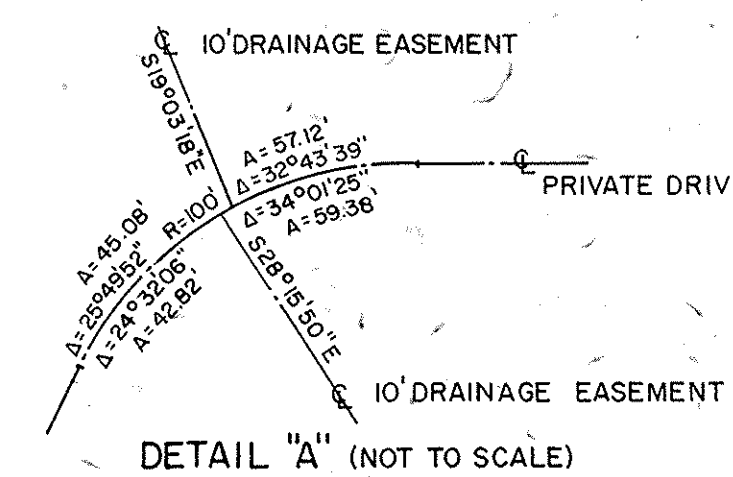 ℄ 10' DRAINAGE EASEMENT
S19°03'18"E
A=57.12'
Δ=32°43'39"
Δ=34°01'25"
A=59.38'
℄
PRIVATE DRIV
R=100'
A=45.08'
Δ=25°49'52"
Δ=24°32'06"
A=42.82'
S28°15'50"E
℄ 10' DRAINAGE EASEMENT
DETAIL "A" (NOT TO SCALE)